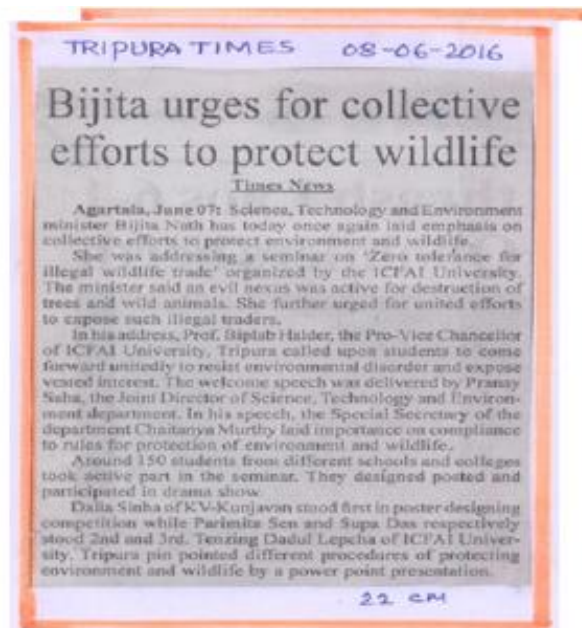 TRIPURA TIMES 08-06-2016
Bijita urges for collective
efforts to protect wildlife
Times News
Agartala, June 07: Science, Technology and Environment
minister Bijita Nath has today once again laid emphasis on
collective efforts to protect environment and wildlife.
She was addressing a seminar on 'Zero tolerance for
illegal wildlife trade' organized by the ICFAI University.
The minister said an evil nexus was active for destruction of
trees and wild animals. She further urged for united efforts
to expose such illegal traders.
In his address, Prof. Biplab Halder, the Pro-Vice Chancellor
of ICFAI University, Tripura called upon students to come
forward unitedly to resist environmental disorder and expose
vested interest. The welcome speech was delivered by Pranay
Saha, the Joint Director of Science, Technology and Environ-
ment department. In his speech, the Special Secretary of the
department Chaitanya Murthy laid importance on compliance
to rules for protection of environment and wildlife.
Around 150 students from different schools and colleges
took active part in the seminar. They designed posted and
participated in drama show.
Dalia Sinha of KV-Kunjavan stood first in poster designing
competition while Parimita Sen and Supa Das respectively
stood 2nd and 3rd. Tenzing Dadul Lepcha of ICFAI Univer-
sity, Tripura pin pointed different procedures of protecting
environment and wildlife by a power point presentation.
22 CM